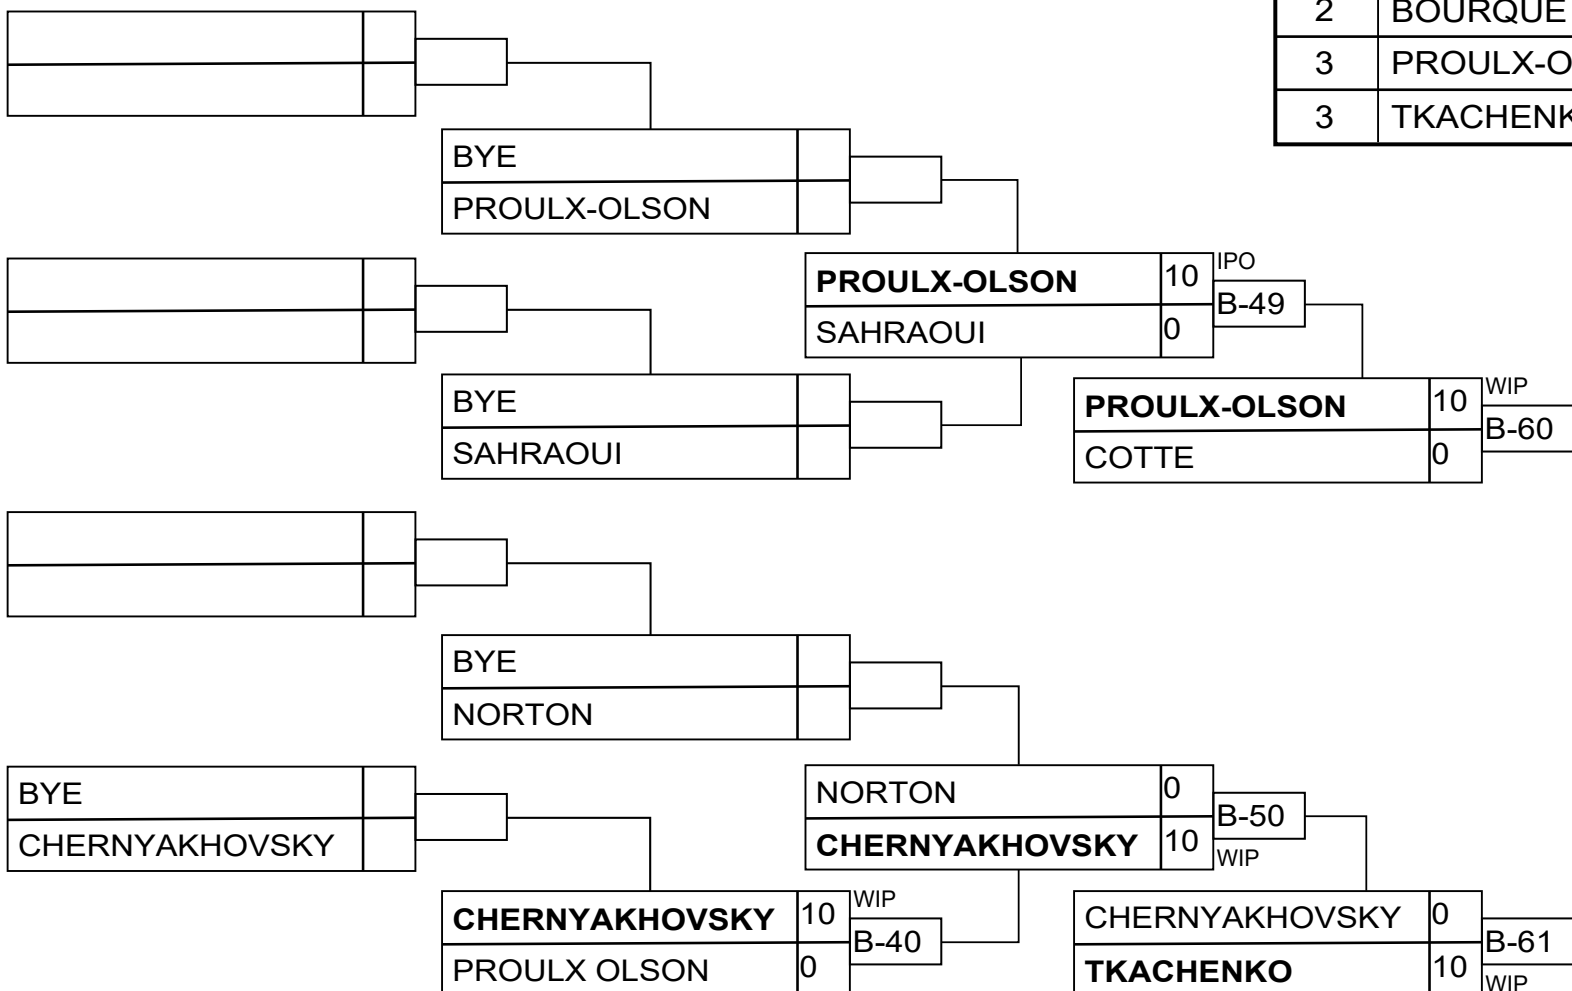 2 BOURQUE
3 PROULX-O
3 TKACHENK
BYE
PROULX-OLSON
PROULX-OLSON 10 IPO
B-49
SAHRAOUI 0
BYE
SAHRAOUI
PROULX-OLSON 10 WIP
B-60
COTTE 0
BYE
NORTON
BYE
CHERNYAKHOVSKY
NORTON 0
B-50
CHERNYAKHOVSKY 10 WIP
CHERNYAKHOVSKY 10 WIP
B-40
PROULX OLSON 0
CHERNYAKHOVSKY 0
B-61
TKACHENKO 10 WIP